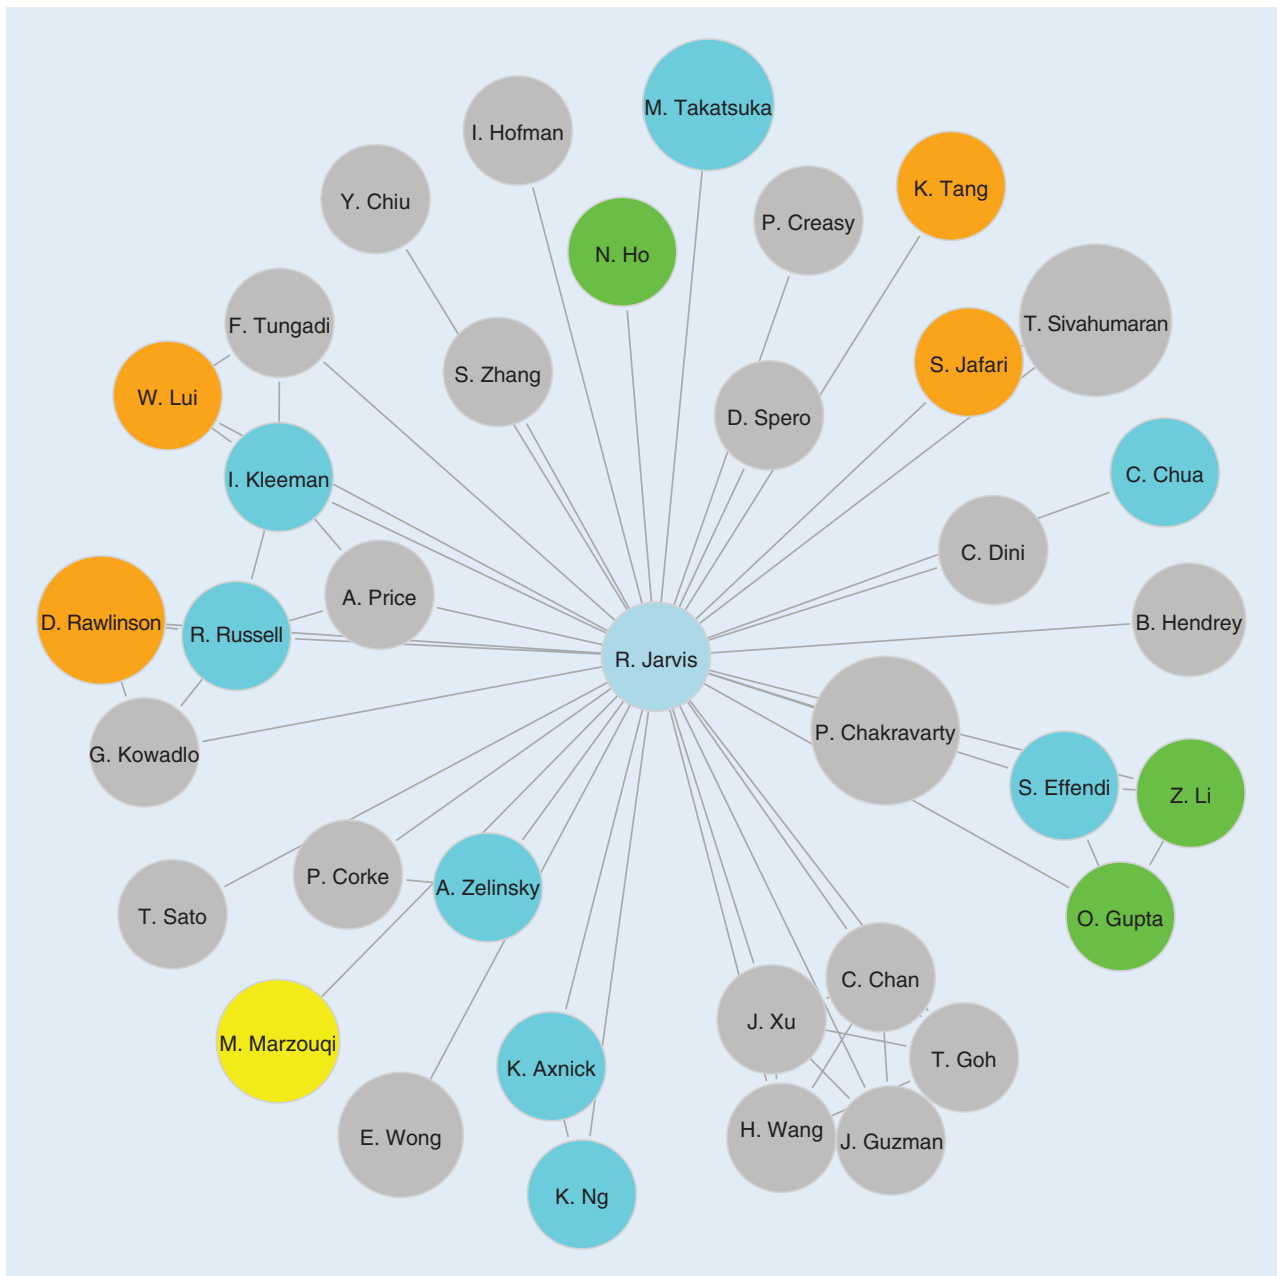 M. Takatsuka
I. Hofman
K. Tang
Y. Chiu
P. Creasy
N. Ho
F. Tungadi
T. Sivahumaran
S. Jafari
S. Zhang
W. Lui
D. Spero
C. Chua
I. Kleeman
C. Dini
A. Price
D. Rawlinson
B. Hendrey
R. Russell
R. Jarvis
P. Chakravarty
G. Kowadlo
S. Effendi
Z. Li
P. Corke
A. Zelinsky
T. Sato
O. Gupta
C. Chan
J. Xu
M. Marzouqi
T. Goh
K. Axnick
H. Wang
E. Wong
J. Guzman
K. Ng